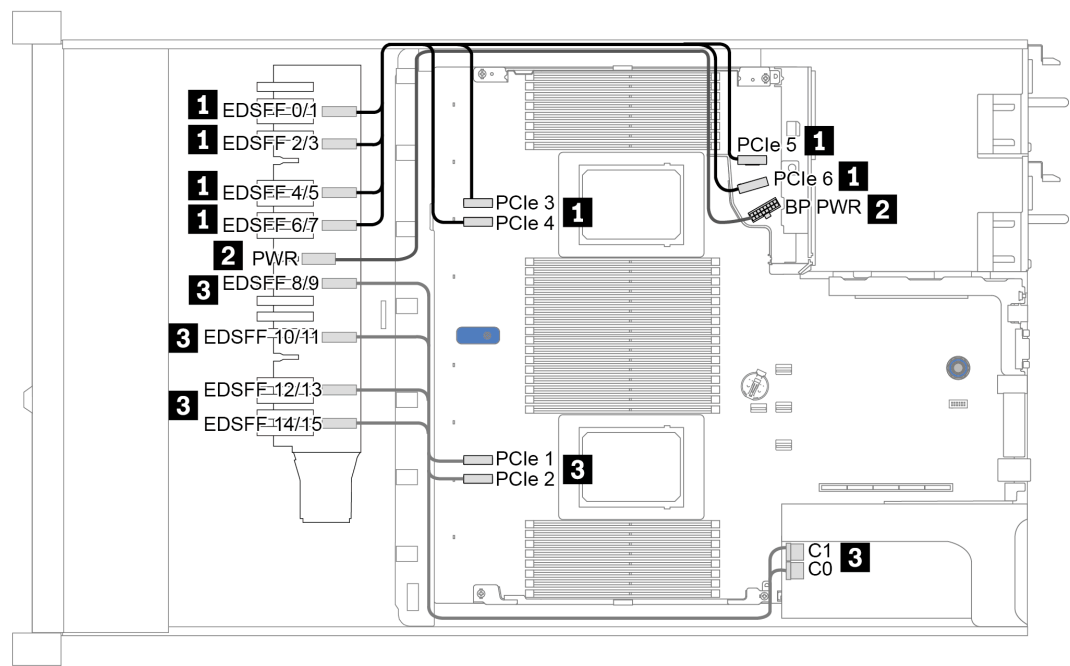 1 EDSFF 0/1
1 EDSFF 2/3
1 EDSFF 4/5
1 EDSFF 6/7
2 PWR
3 EDSFF 8/9
3 EDSFF 10/11
3 EDSFF 12/13
EDSFF 14/15
PCIe 3
PCIe 4
1
PCIe 5 1
PCIe 6 1
BP PWR 2
PCIe 1
PCIe 2
3
C1
C0
3